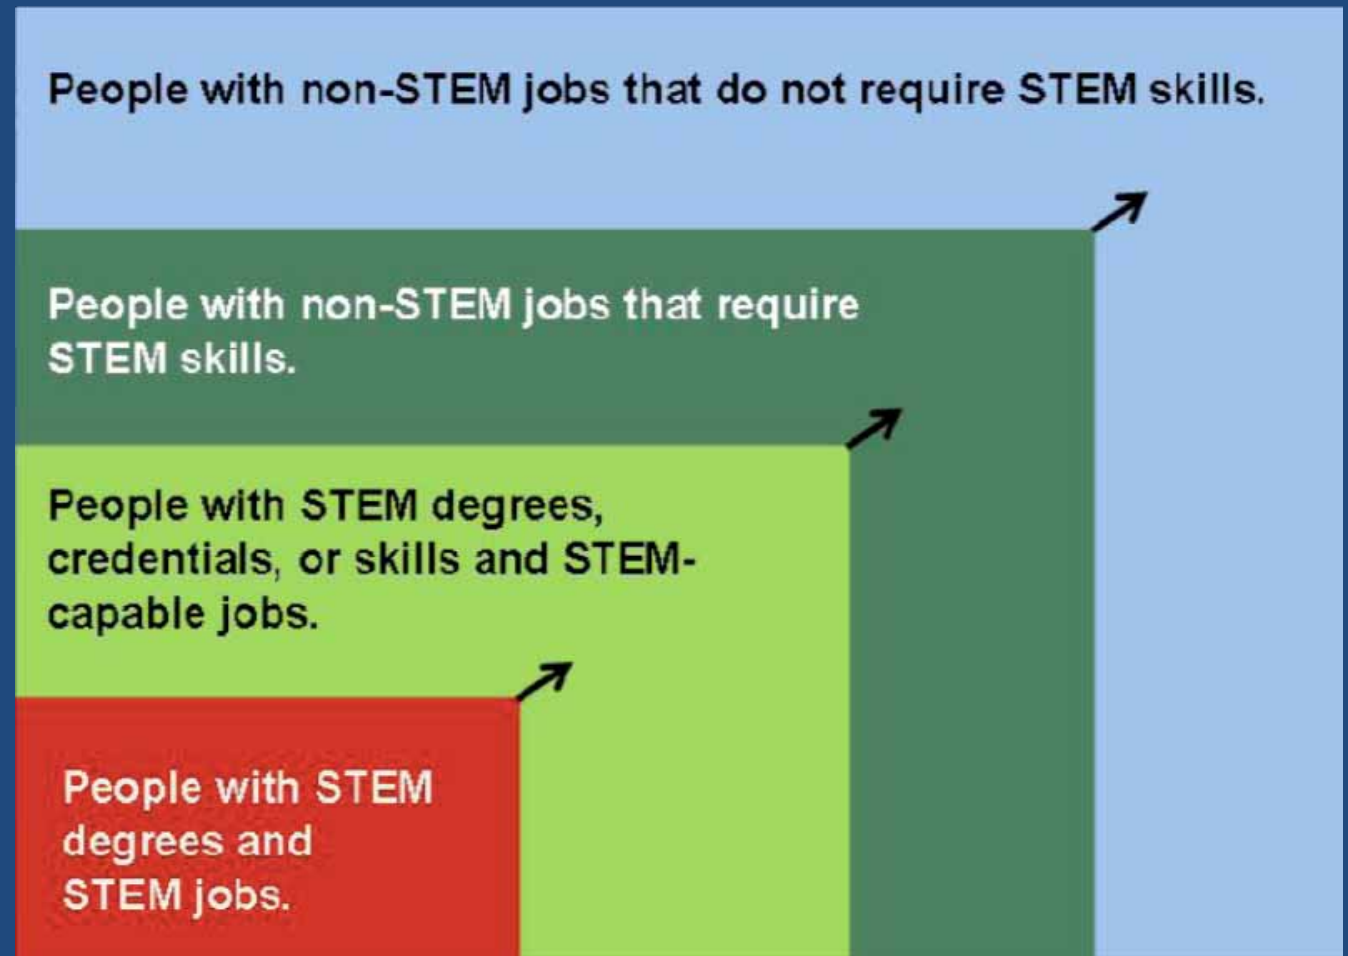 People with non-STEM jobs that do not require STEM skills.
People with non-STEM jobs that require
STEM skills.
People with STEM degrees,
credentials, or skills and STEM-
capable jobs.
People with STEM
degrees and
STEM jobs.